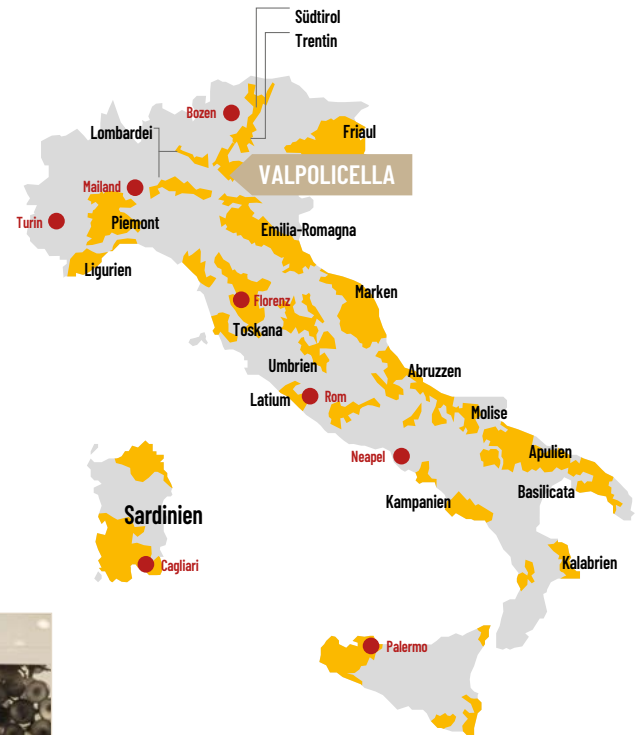 Südtirol
Trentin
Bozen
Lombardei
Friaul
VALPOLICELLA
Mailand
Turin
Piemont
Emilia-Romagna
Ligurien
Marken
Florenz
Toskana
Umbrien
Abruzzen
Latium
Rom
Molise
Neapel
Apulien
Basilicata
Kampanien
Sardinien
Kalabrien
Cagliari
Palermo